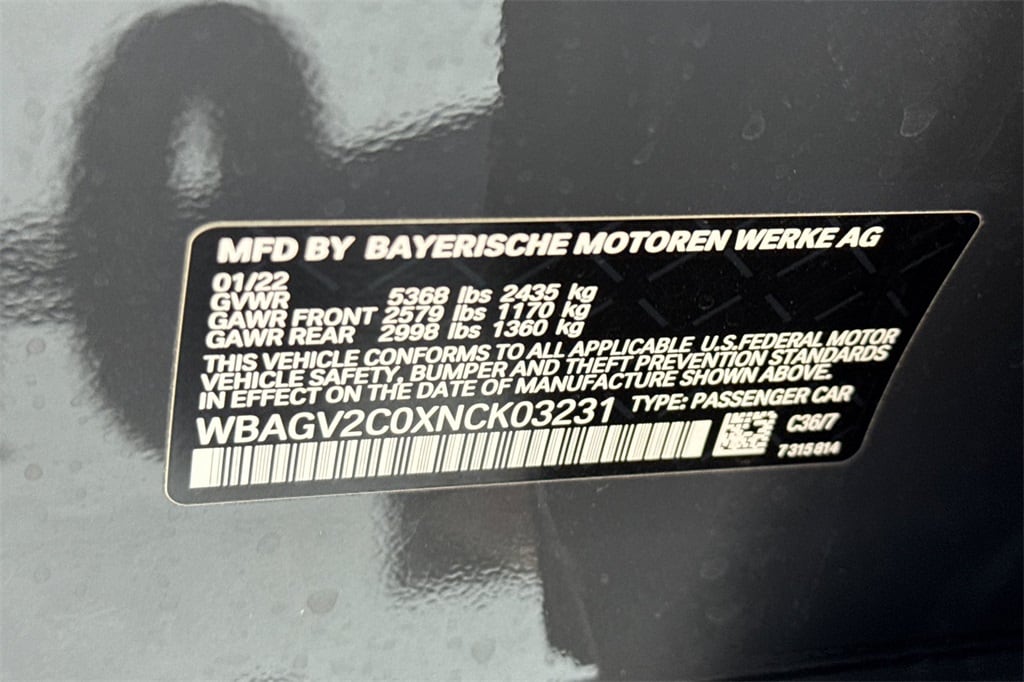 MFD BY BAYERISCHE MOTOREN WERKE AG
01/22
GVWR 5368 lbs 2435 kg
GAWR FRONT 2579 lbs 1170 kg
GAWR REAR 2998 lbs 1360 kg
THIS VEHICLE CONFORMS TO ALL APPLICABLE U.S.FEDERAL MOTOR
VEHICLE SAFETY, BUMPER AND THEFT PREVENTION STANDARDS
IN EFFECT ON THE DATE OF MANUFACTURE SHOWN ABOVE.
WBAGV2C0XNCK03231 TYPE: PASSENGER CAR
C36/7
7315814